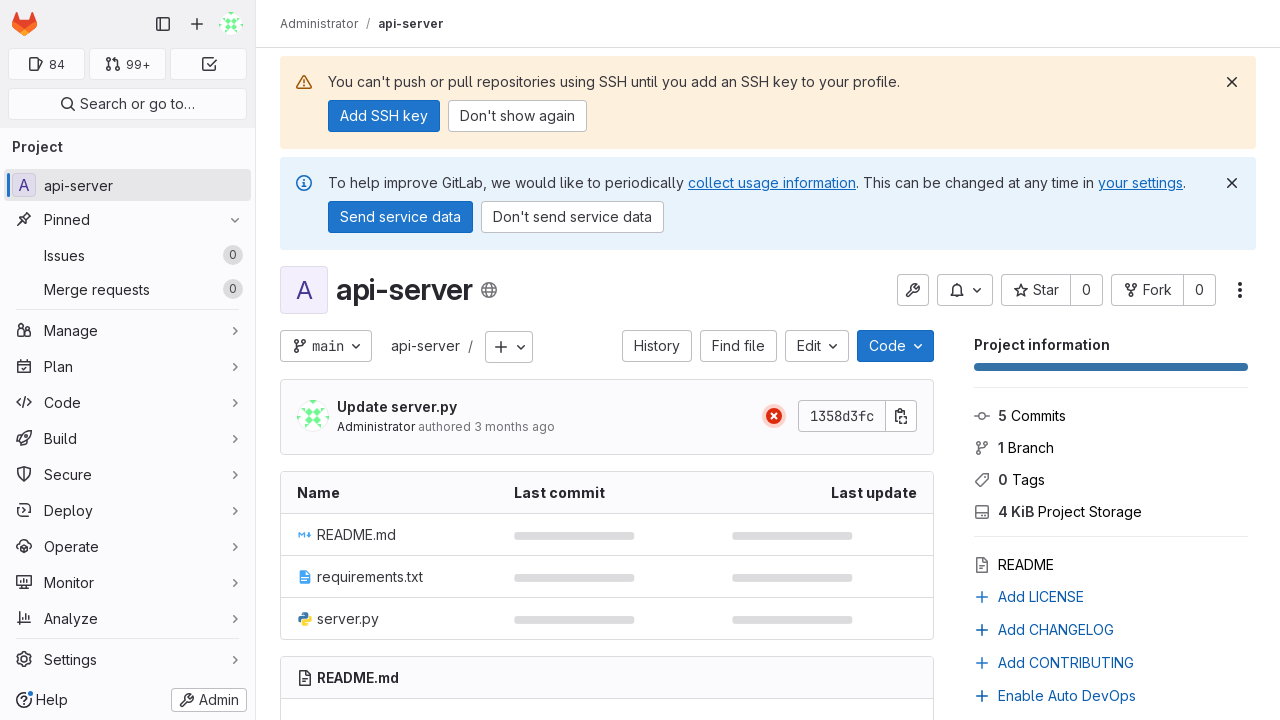 84
99+
Search or go to…
Project
A api-server
Pinned
Issues 0
Merge requests 0
Manage
Plan
Code
Build
Secure
Deploy
Operate
Monitor
Analyze
Settings
Help
Admin
Administrator / api-server
You can't push or pull repositories using SSH until you add an SSH key to your profile.
Add SSH key Don't show again
To help improve GitLab, we would like to periodically collect usage information. This can be changed at any time in your settings.
Send service data Don't send service data
A api-server
Star 0 Fork 0
main api-server / History Find file Edit Code
Update server.py
Administrator authored 3 months ago
1358d3fc
Name Last commit Last update
README.md
requirements.txt
server.py
README.md
Project information
5 Commits
1 Branch
0 Tags
4 KiB Project Storage
README
Add LICENSE
Add CHANGELOG
Add CONTRIBUTING
Enable Auto DevOps